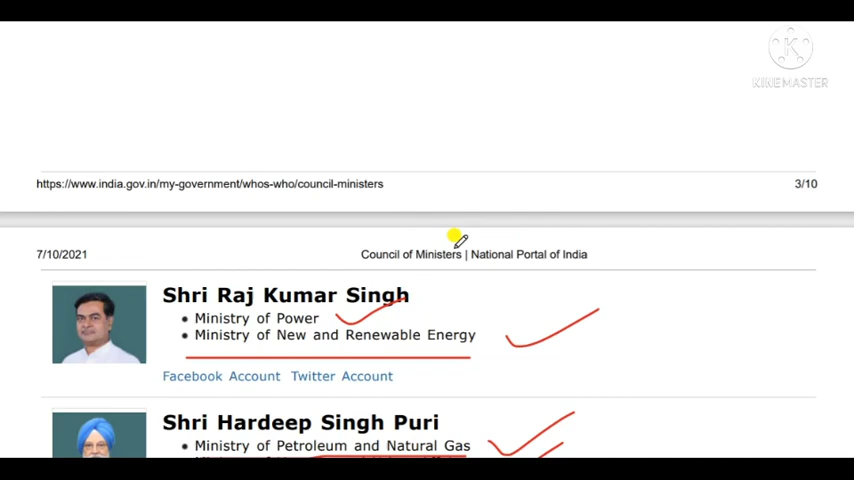 KINEMASTER
https://www.india.gov.in/my-government/whos-who/council-ministers 3/10
7/10/2021 Council of Ministers | National Portal of India
Shri Raj Kumar Singh
• Ministry of Power
• Ministry of New and Renewable Energy
Facebook Account Twitter Account
Shri Hardeep Singh Puri
• Ministry of Petroleum and Natural Gas